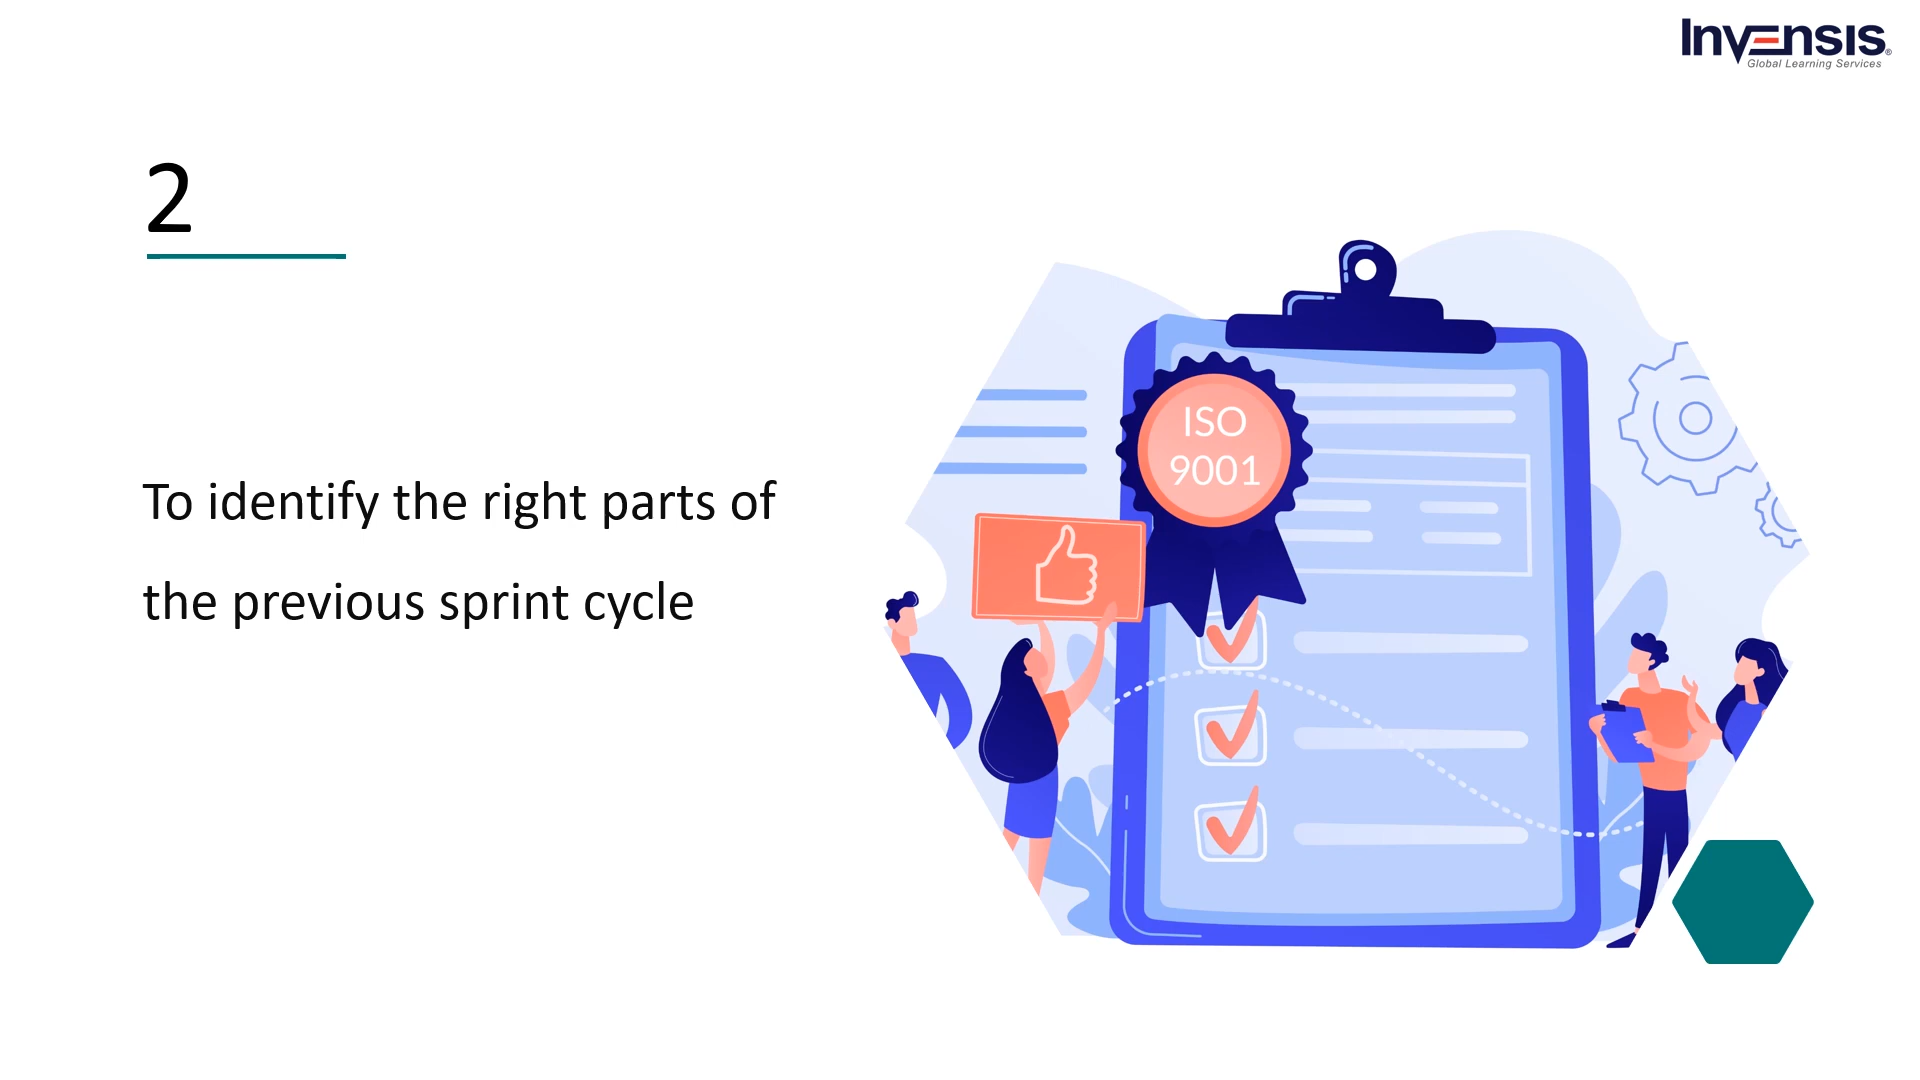 Invensis®
Global Learning Services
2
To identify the right parts of
the previous sprint cycle
ISO
9001